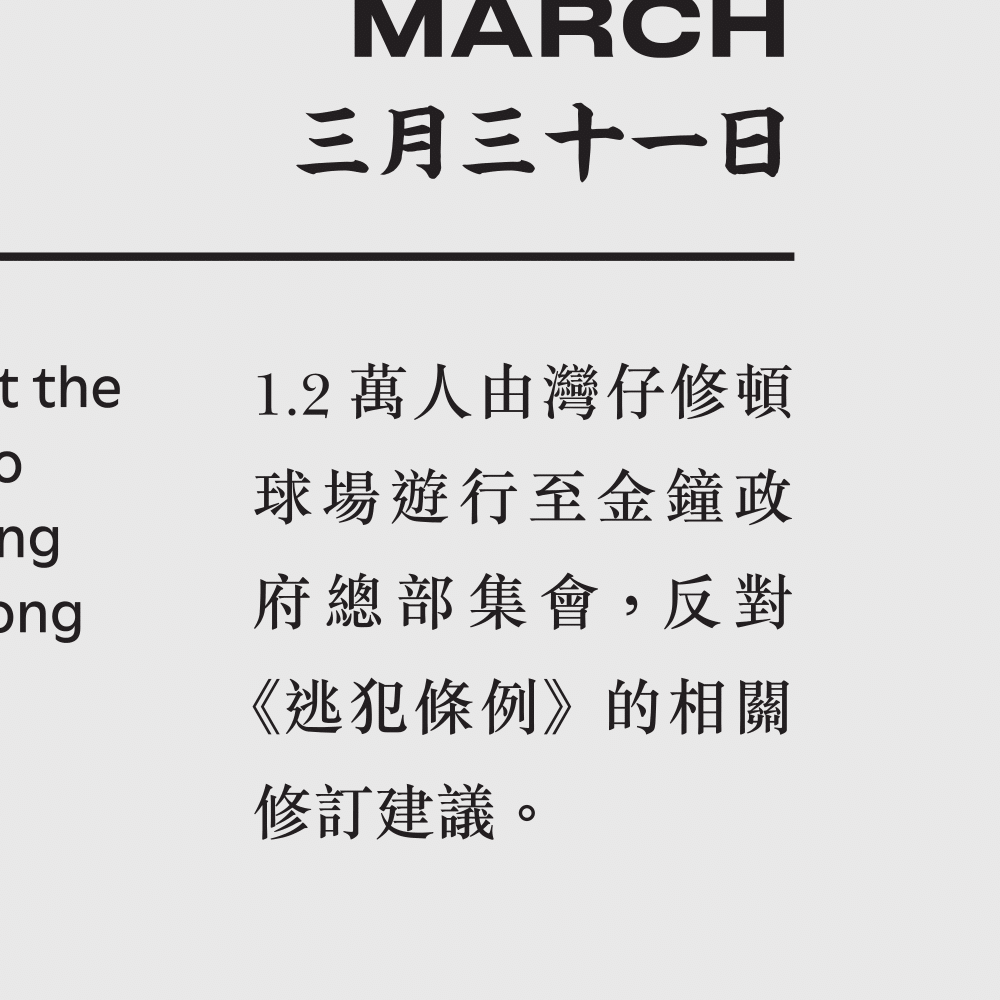 MARCH
三月三十一日
t the
o
ng
ong
1.2 萬人由灣仔修頓
球場遊行至金鐘政
府總部集會，反對
《逃犯條例》的相關
修訂建議。